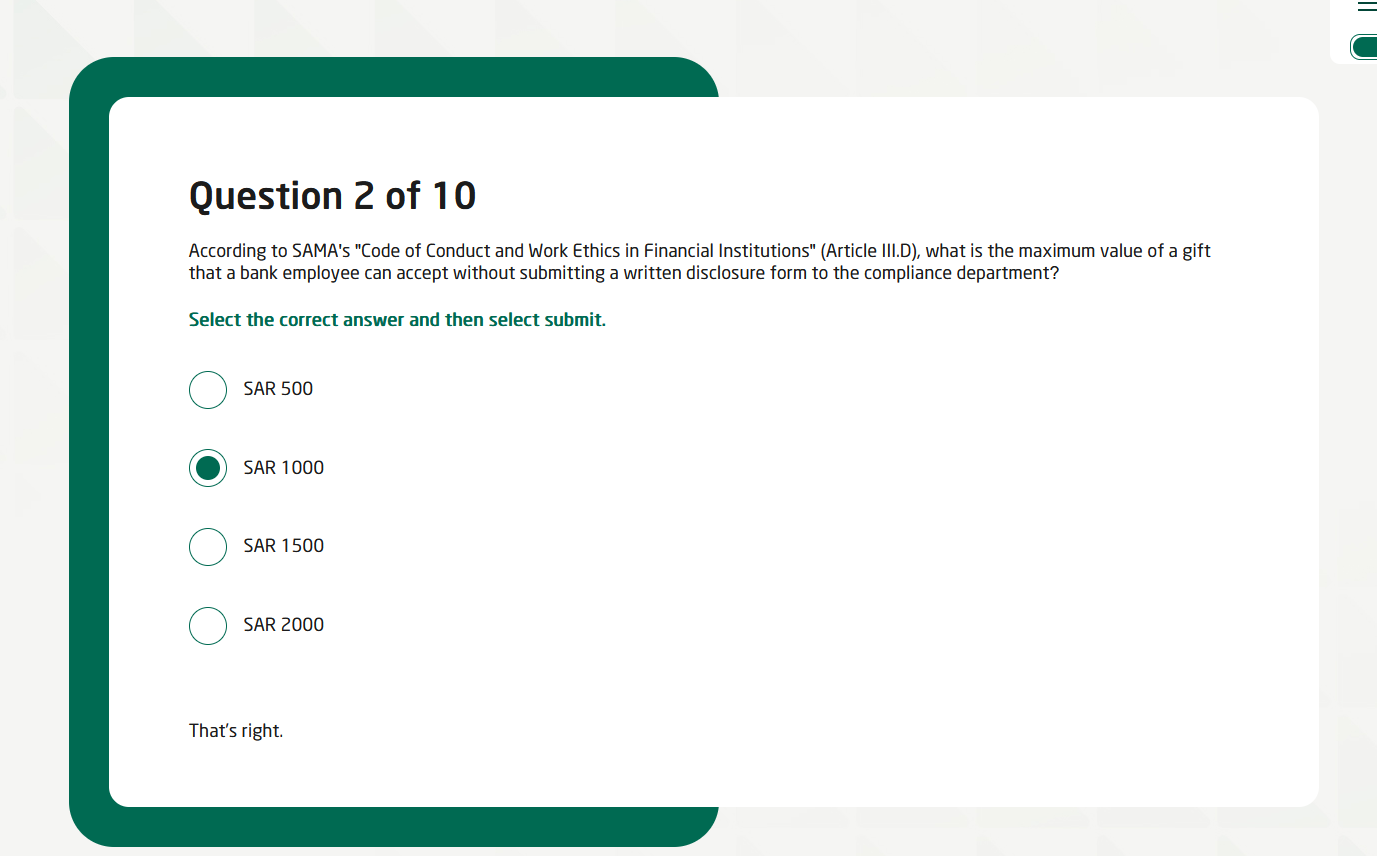 Question 2 of 10
According to SAMA's "Code of Conduct and Work Ethics in Financial Institutions" (Article III.D), what is the maximum value of a gift
that a bank employee can accept without submitting a written disclosure form to the compliance department?
Select the correct answer and then select submit.
SAR 500
SAR 1000
SAR 1500
SAR 2000
That’s right.